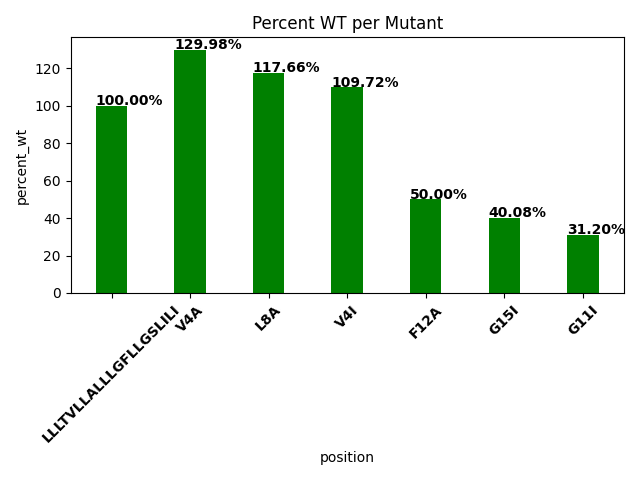 Percent WT per Mutant
percent_wt
120
100
80
60
40
20
0
100.00%
129.98%
117.66%
109.72%
50.00%
40.08%
31.20%
LLLTVLLALLLGFLLGSLILI
V4A
L8A
V4I
F12A
G15I
G11I
position